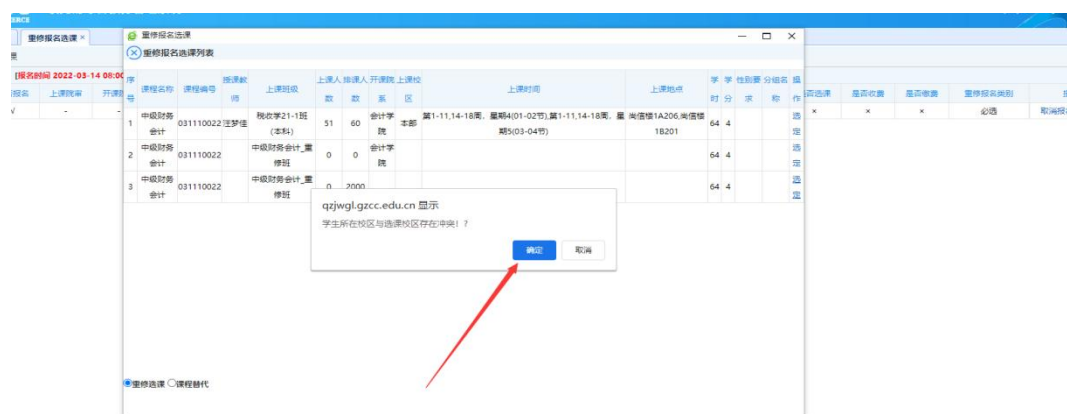 重修报名选课 ×
重修报名选课
重修报名选课列表
[报名时间 2022-03-14 08:00
报名 上课院审 开课
√ - -
序号 课程名称 课程编号 授课教师 上课班级 上课人数 排课人数 开课院系 上课校区 上课时间 上课地点 学时 学分 性别要求 分组名称 操作
1 中级财务会计 031110022 汪梦佳 税收学21-1班(本科) 51 60 会计学院 本部 第1-11,14-18周, 星期4(01-02节),第1-11,14-18周, 星期5(03-04节) 尚信楼1A206,尚信楼1B201 64 4 选定
2 中级财务会计 031110022 中级财务会计_重修班 0 0 会计学院 64 4 选定
3 中级财务会计 031110022 中级财务会计_重修班 0 2000 64 4 选定
否选课 是否收费 是否缴费 重修报名类别
× × × 必选 取消报名
qzjwgl.gzcc.edu.cn 显示
学生所在校区与选课校区存在冲突！?
确定 取消
重修选课 课程替代